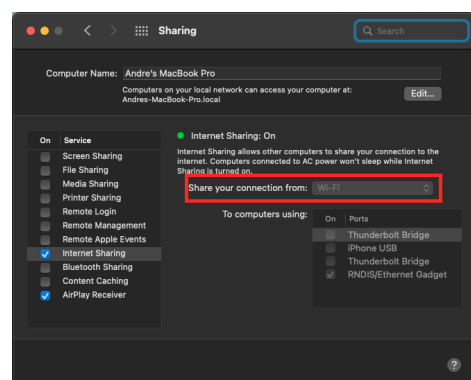 Sharing
Search
Computer Name: Andre's MacBook Pro
Computers on your local network can access your computer at:
Andres-MacBook-Pro.local
Edit...
On Service
Screen Sharing
File Sharing
Media Sharing
Printer Sharing
Remote Login
Remote Management
Remote Apple Events
Internet Sharing
Bluetooth Sharing
Content Caching
AirPlay Receiver
Internet Sharing: On
Internet Sharing allows other computers to share your connection to the
internet. Computers connected to AC power won't sleep while Internet
Sharing is turned on.
Share your connection from: Wi-Fi
To computers using:
On Ports
Thunderbolt Bridge
iPhone USB
Thunderbolt Bridge
RNDIS/Ethernet Gadget
?